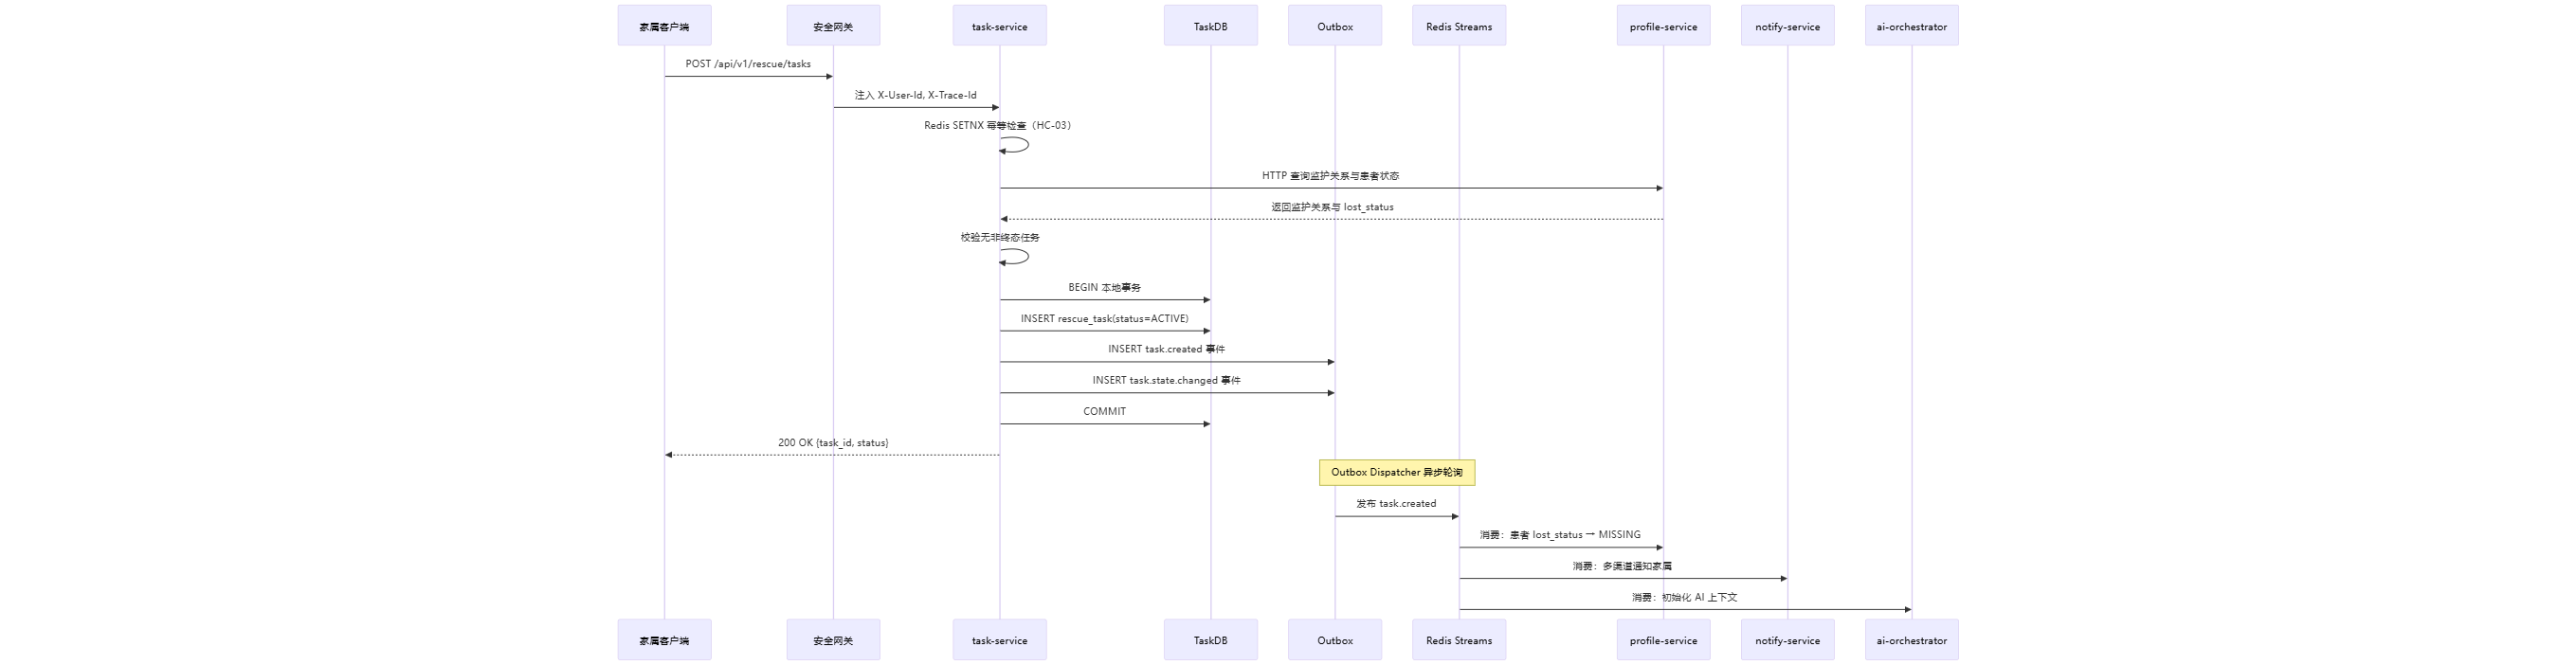 家属客户端
安全网关
task-service
TaskDB
Outbox
Redis Streams
profile-service
notify-service
ai-orchestrator
POST /api/v1/rescue/tasks
注入 X-User-Id, X-Trace-Id
Redis SETNX 幂等检查（HC-03）
HTTP 查询监护关系与患者状态
返回监护关系与 lost_status
校验无非终态任务
BEGIN 本地事务
INSERT rescue_task(status=ACTIVE)
INSERT task.created 事件
INSERT task.state.changed 事件
COMMIT
200 OK {task_id, status}
Outbox Dispatcher 异步轮询
发布 task.created
消费：患者 lost_status → MISSING
消费：多渠道通知家属
消费：初始化 AI 上下文
家属客户端
安全网关
task-service
TaskDB
Outbox
Redis Streams
profile-service
notify-service
ai-orchestrator